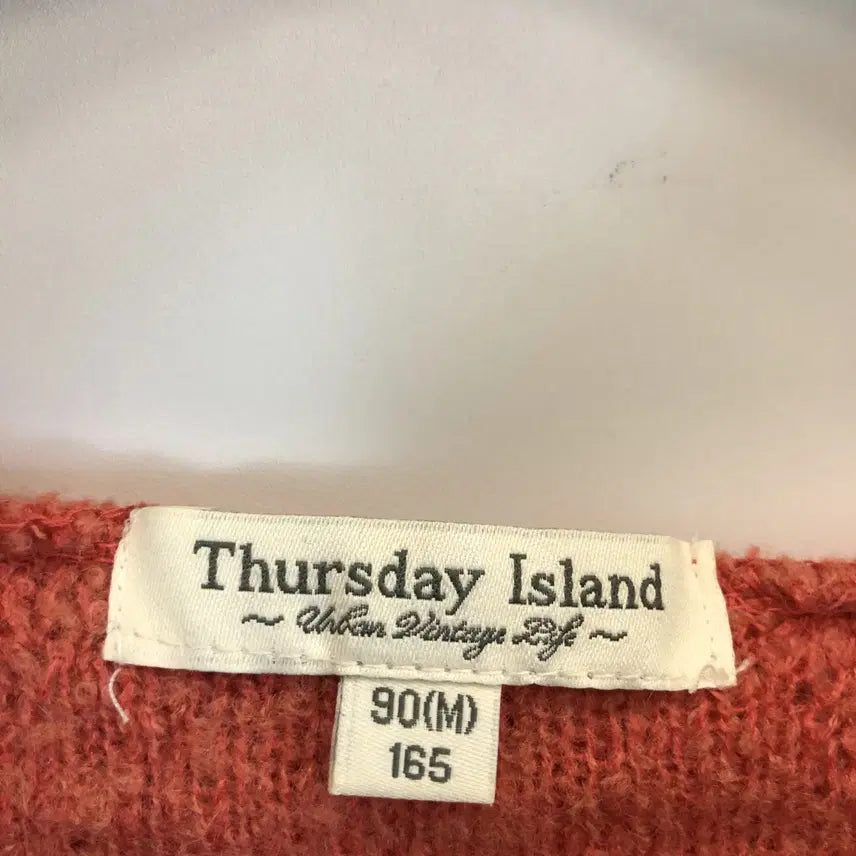 Thursday Island
~ Urban Vintage Life ~
90(M)
165